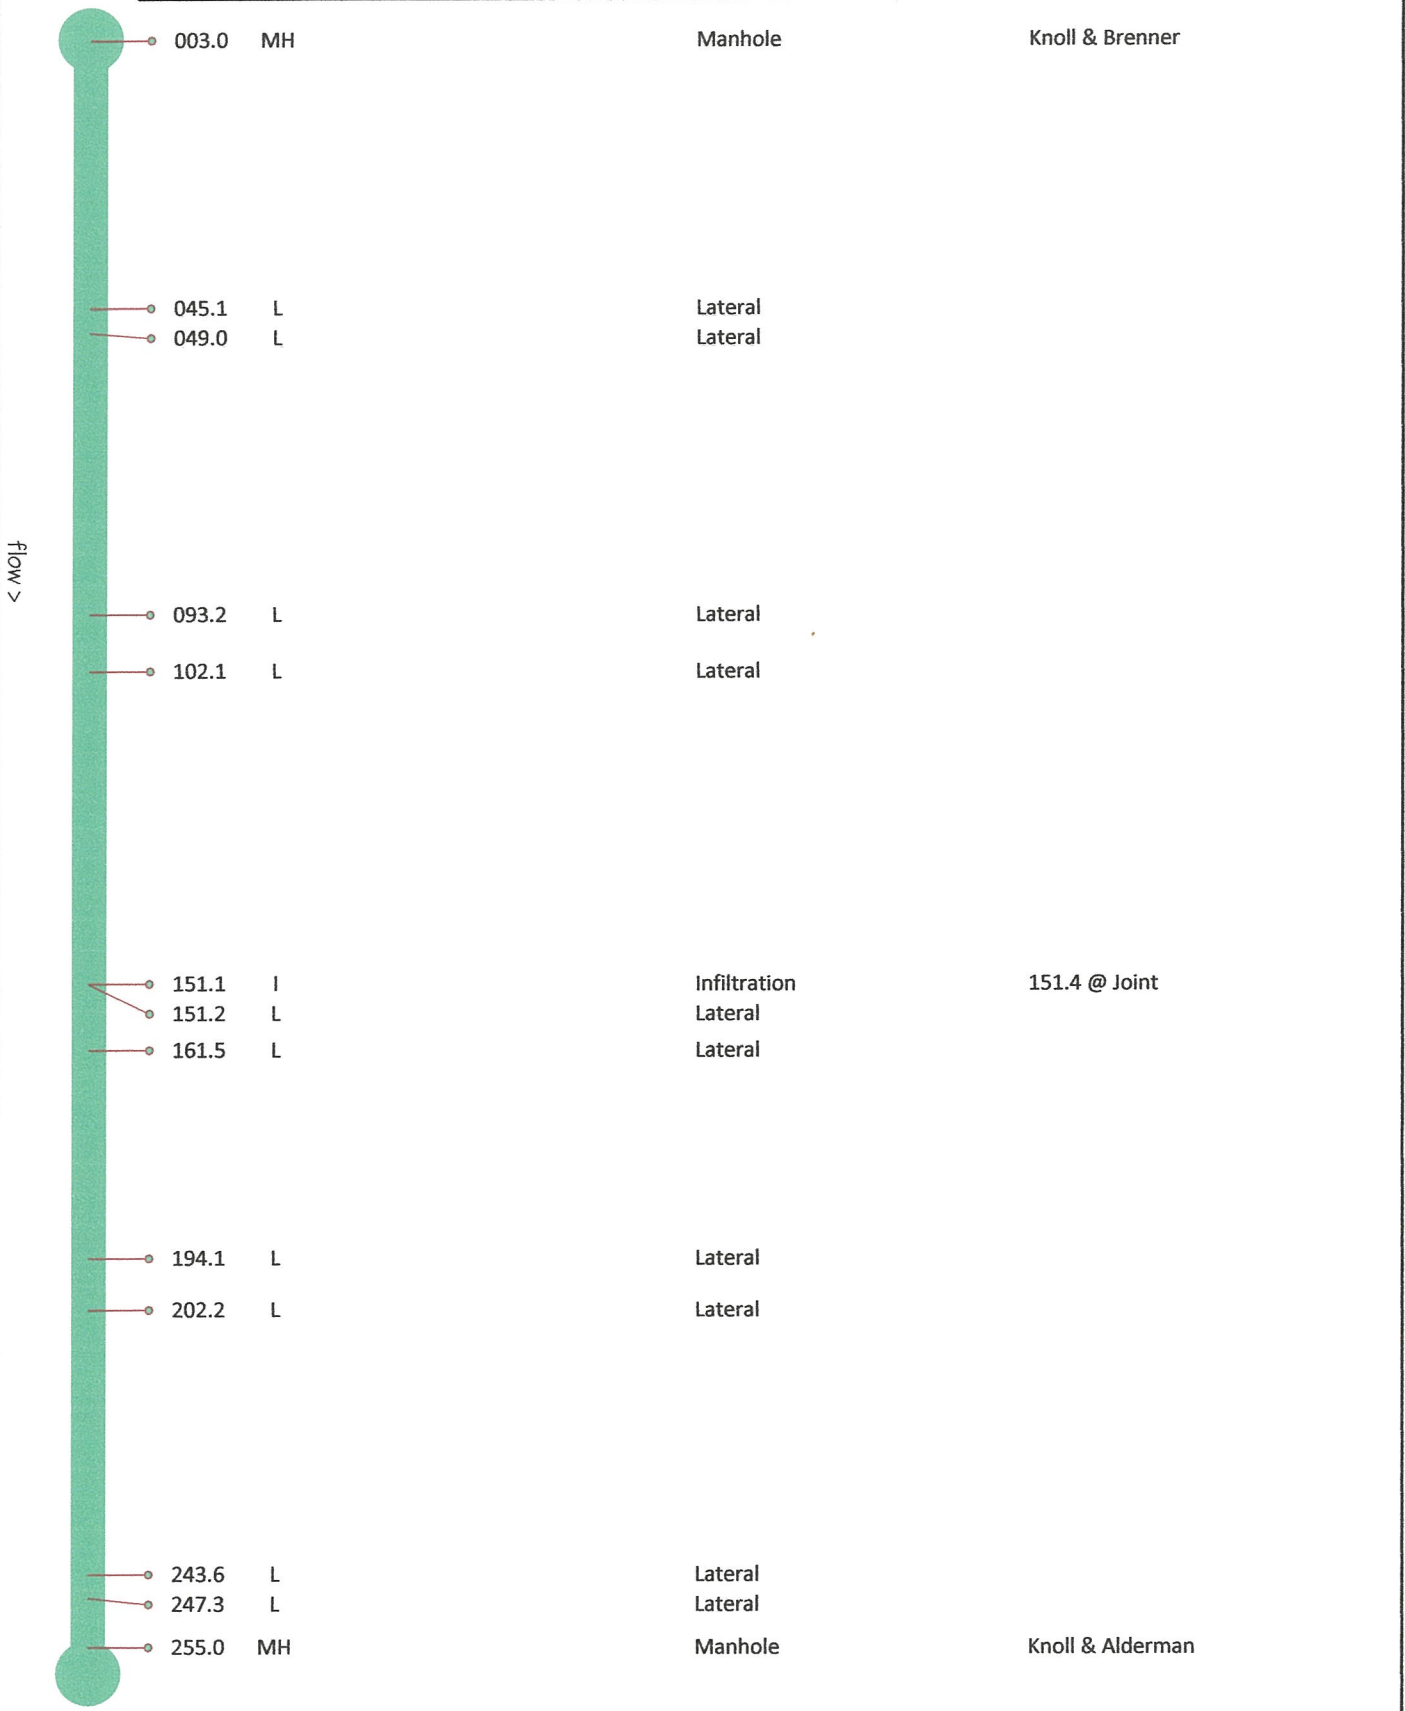 003.0 MH Manhole Knoll & Brenner
045.1 L Lateral
049.0 L Lateral
flow >
093.2 L Lateral
102.1 L Lateral
151.1 I Infiltration 151.4 @ Joint
151.2 L Lateral
161.5 L Lateral
194.1 L Lateral
202.2 L Lateral
243.6 L Lateral
247.3 L Lateral
255.0 MH Manhole Knoll & Alderman